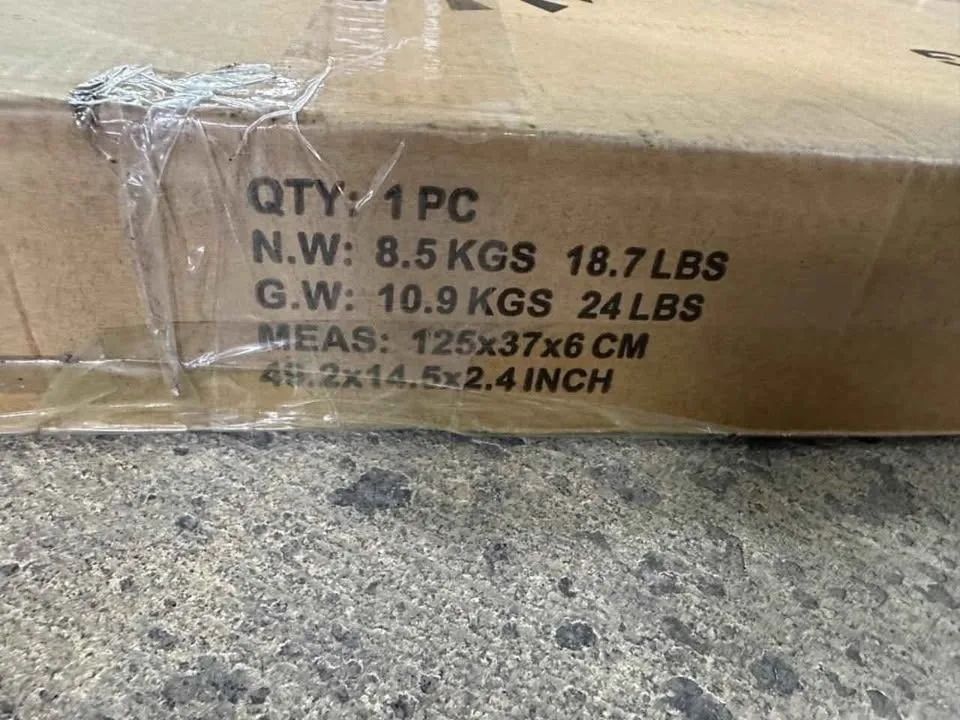 QTY: 1 PC
N.W: 8.5 KGS 18.7 LBS
G.W: 10.9 KGS 24 LBS
MEAS: 125x37x6 CM
49.2x14.5x2.4 INCH